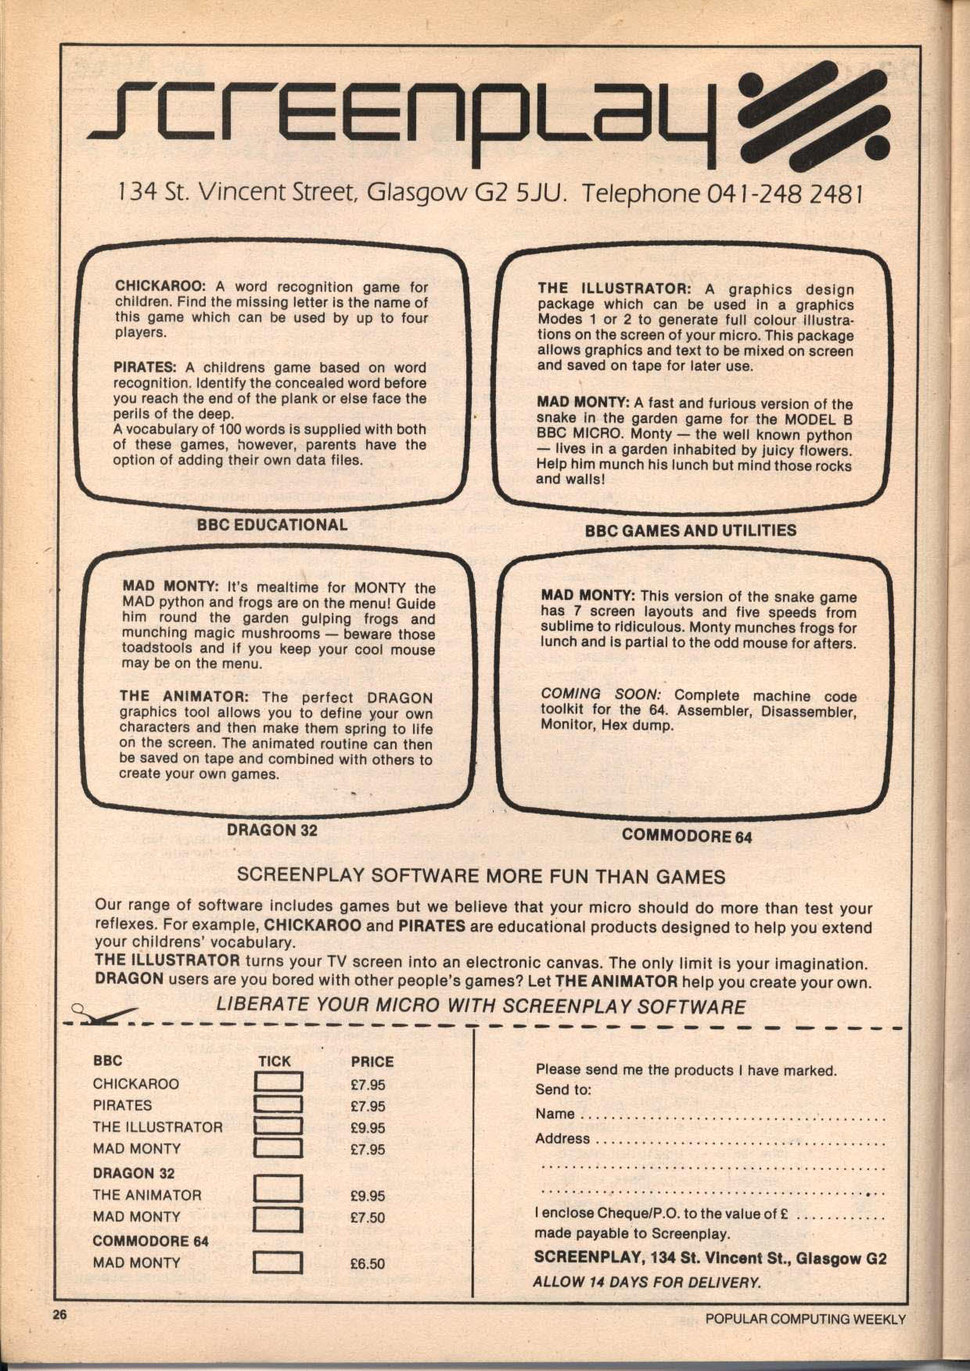 screenplay
134 St. Vincent Street, Glasgow G2 5JU. Telephone 041-248 2481
CHICKAROO: A word recognition game for
children. Find the missing letter is the name of
this game which can be used by up to four
players.
PIRATES: A childrens game based on word
recognition. Identify the concealed word before
you reach the end of the plank or else face the
perils of the deep.
A vocabulary of 100 words is supplied with both
of these games, however, parents have the
option of adding their own data files.
BBC EDUCATIONAL
THE ILLUSTRATOR: A graphics design
package which can be used in a graphics
Modes 1 or 2 to generate full colour illustra-
tions on the screen of your micro. This package
allows graphics and text to be mixed on screen
and saved on tape for later use.
MAD MONTY: A fast and furious version of the
snake in the garden game for the MODEL B
BBC MICRO. Monty — the well known python
— lives in a garden inhabited by juicy flowers.
Help him munch his lunch but mind those rocks
and walls!
BBC GAMES AND UTILITIES
MAD MONTY: It's mealtime for MONTY the
MAD python and frogs are on the menu! Guide
him round the garden gulping frogs and
munching magic mushrooms — beware those
toadstools and if you keep your cool mouse
may be on the menu.
THE ANIMATOR: The perfect DRAGON
graphics tool allows you to define your own
characters and then make them spring to life
on the screen. The animated routine can then
be saved on tape and combined with others to
create your own games.
DRAGON 32
MAD MONTY: This version of the snake game
has 7 screen layouts and five speeds from
sublime to ridiculous. Monty munches frogs for
lunch and is partial to the odd mouse for afters.
COMING SOON: Complete machine code
toolkit for the 64. Assembler, Disassembler,
Monitor, Hex dump.
COMMODORE 64
SCREENPLAY SOFTWARE MORE FUN THAN GAMES
Our range of software includes games but we believe that your micro should do more than test your
reflexes. For example, CHICKAROO and PIRATES are educational products designed to help you extend
your childrens' vocabulary.
THE ILLUSTRATOR turns your TV screen into an electronic canvas. The only limit is your imagination.
DRAGON users are you bored with other people's games? Let THE ANIMATOR help you create your own.
LIBERATE YOUR MICRO WITH SCREENPLAY SOFTWARE
BBC TICK PRICE
CHICKAROO £7.95
PIRATES £7.95
THE ILLUSTRATOR £9.95
MAD MONTY £7.95
DRAGON 32
THE ANIMATOR £9.95
MAD MONTY £7.50
COMMODORE 64
MAD MONTY £6.50
Please send me the products I have marked.
Send to:
Name ......................................
Address ....................................
...........................................
...........................................
I enclose Cheque/P.O. to the value of £ ............
made payable to Screenplay.
SCREENPLAY, 134 St. Vincent St., Glasgow G2
ALLOW 14 DAYS FOR DELIVERY.
26
POPULAR COMPUTING WEEKLY